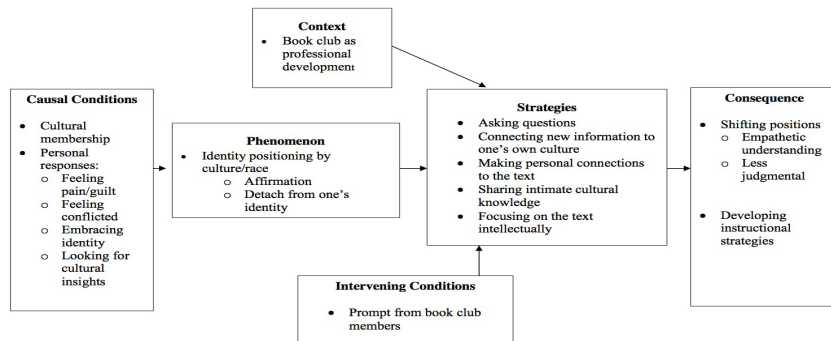 Context
• Book club as
professional
development
Causal Conditions
• Cultural
membership
• Personal
responses:
o Feeling
pain/guilt
o Feeling
conflicted
o Embracing
identity
o Looking for
cultural
insights
Phenomenon
• Identity positioning by
culture/race
o Affirmation
o Detach from one's
identity
Strategies
• Asking questions
• Connecting new information to
one's own culture
• Making personal connections
to the text
• Sharing intimate cultural
knowledge
• Focusing on the text
intellectually
Consequence
• Shifting positions
o Empathetic
understanding
o Less
judgmental
• Developing
instructional
strategies
Intervening Conditions
• Prompt from book club
members